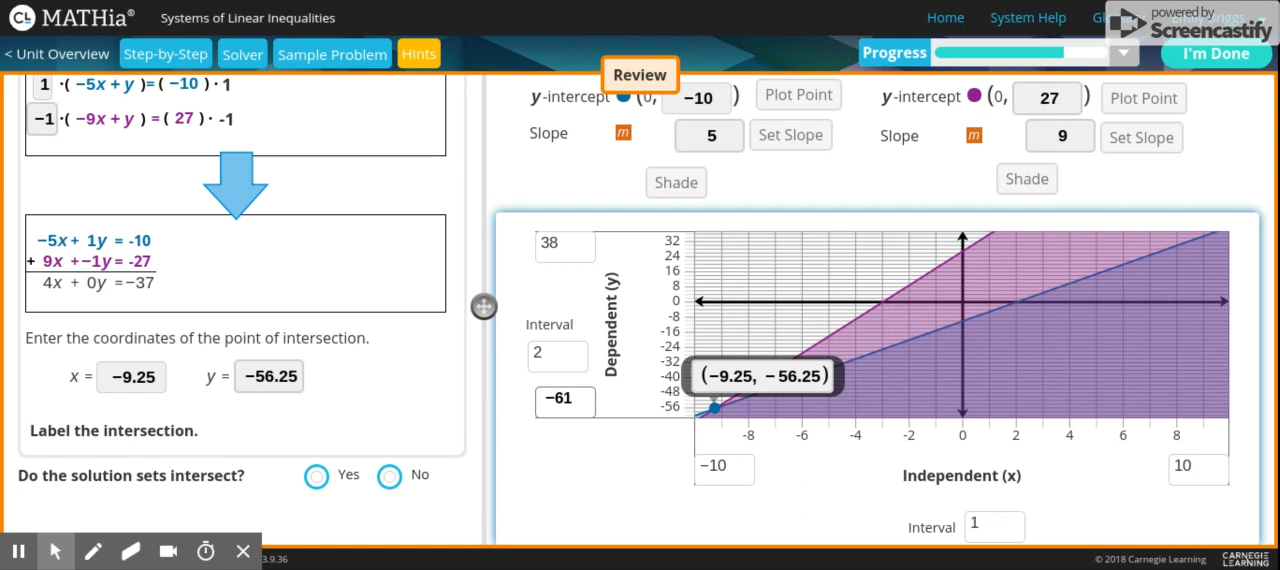 CL MATHia® Systems of Linear Inequalities Home System Help
powered by
Screencastify
< Unit Overview Step-by-Step Solver Sample Problem Hints Progress I'm Done
Review
1 ·( −5x + y )=( −10 ) · 1
−1 ·( −9x + y ) = ( 27 ) · -1
−5x + 1y = -10
+ 9x +−1y = -27
4x + 0y =−37
Enter the coordinates of the point of intersection.
x = −9.25 y = −56.25
Label the intersection.
Do the solution sets intersect? Yes No
y-intercept (0, −10 ) Plot Point
Slope m 5 Set Slope
Shade
y-intercept (0, 27 ) Plot Point
Slope m 9 Set Slope
Shade
38
Interval
2
−61
Dependent (y)
32
24
16
8
0
-8
-16
-24
-32
-40
-48
-56
(−9.25, −56.25)
-8 -6 -4 -2 0 2 4 6 8
−10 Independent (x) 10
Interval 1
3.9.36 © 2018 Carnegie Learning CARNEGIE LEARNING